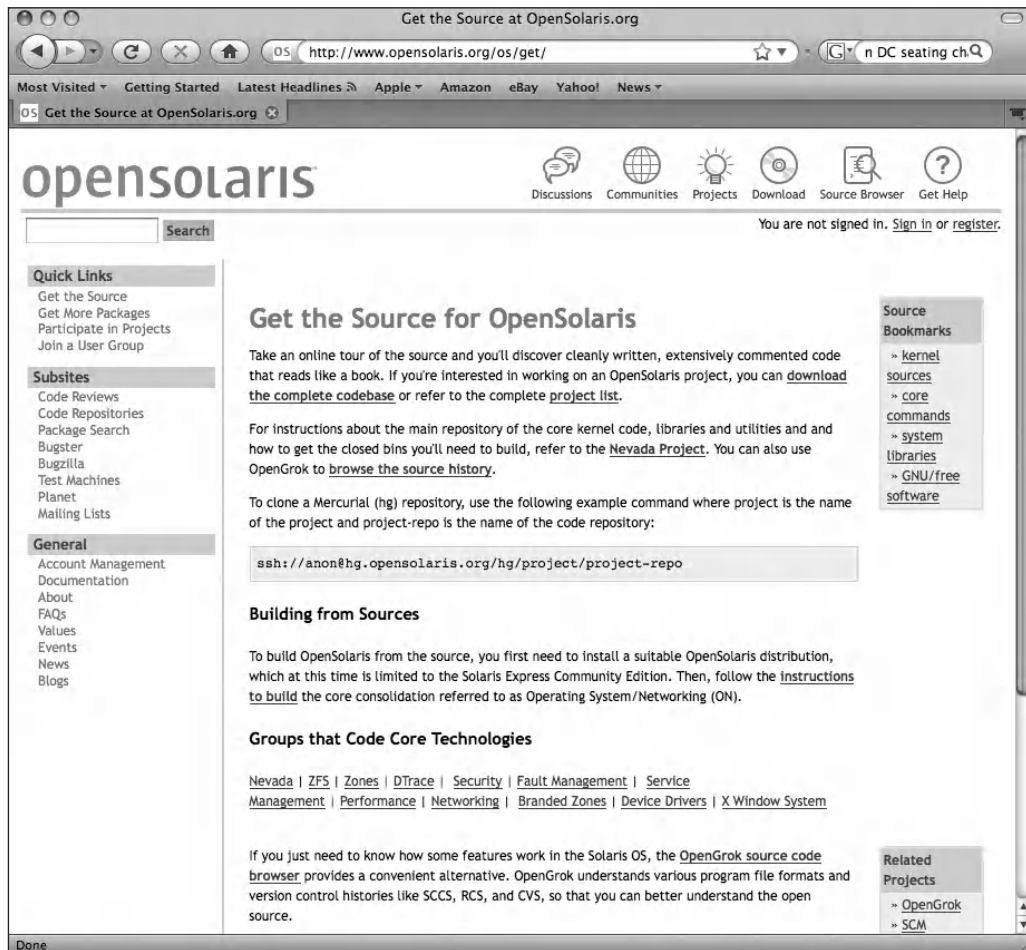 Get the Source at OpenSolaris.org
OS http://www.opensolaris.org/os/get/
G n DC seating ch
Most Visited Getting Started Latest Headlines Apple Amazon eBay Yahoo! News
OS Get the Source at OpenSolaris.org
opensolaris
Discussions Communities Projects Download Source Browser Get Help
Search
You are not signed in. Sign in or register.
Quick Links
Get the Source
Get More Packages
Participate in Projects
Join a User Group
Subsites
Code Reviews
Code Repositories
Package Search
Bugster
Bugzilla
Test Machines
Planet
Mailing Lists
General
Account Management
Documentation
About
FAQs
Values
Events
News
Blogs
Get the Source for OpenSolaris
Take an online tour of the source and you'll discover cleanly written, extensively commented code
that reads like a book. If you're interested in working on an OpenSolaris project, you can download
the complete codebase or refer to the complete project list.
For instructions about the main repository of the core kernel code, libraries and utilities and and
how to get the closed bins you'll need to build, refer to the Nevada Project. You can also use
OpenGrok to browse the source history.
To clone a Mercurial (hg) repository, use the following example command where project is the name
of the project and project-repo is the name of the code repository:
ssh://anon@hg.opensolaris.org/hg/project/project-repo
Building from Sources
To build OpenSolaris from the source, you first need to install a suitable OpenSolaris distribution,
which at this time is limited to the Solaris Express Community Edition. Then, follow the instructions
to build the core consolidation referred to as Operating System/Networking (ON).
Groups that Code Core Technologies
Nevada | ZFS | Zones | DTrace | Security | Fault Management | Service
Management | Performance | Networking | Branded Zones | Device Drivers | X Window System
If you just need to know how some features work in the Solaris OS, the OpenGrok source code
browser provides a convenient alternative. OpenGrok understands various program file formats and
version control histories like SCCS, RCS, and CVS, so that you can better understand the open
source.
Source
Bookmarks
» kernel
sources
» core
commands
» system
libraries
» GNU/free
software
Related
Projects
» OpenGrok
» SCM
Done